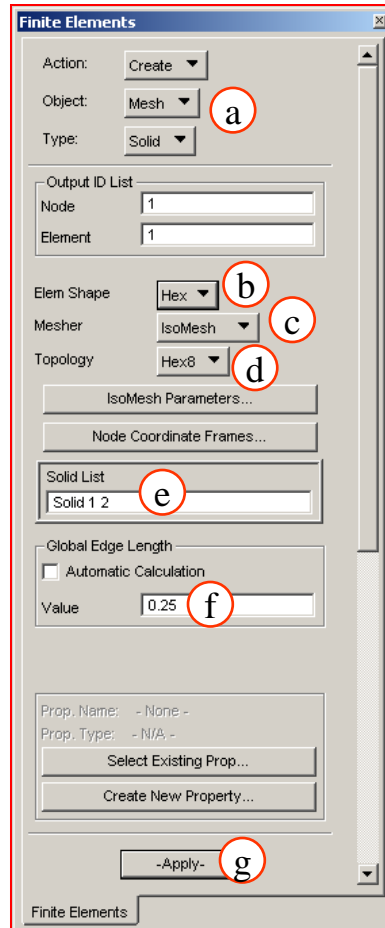 Finite Elements
Action: Create
Object: Mesh
a
Type: Solid
Output ID List
Node 1
Element 1
Elem Shape Hex b
Mesher IsoMesh c
Topology Hex8 d
IsoMesh Parameters...
Node Coordinate Frames...
Solid List
Solid 1 2 e
Global Edge Length
Automatic Calculation
Value 0.25 f
Prop. Name: - None -
Prop. Type: - N/A -
Select Existing Prop...
Create New Property...
-Apply- g
Finite Elements